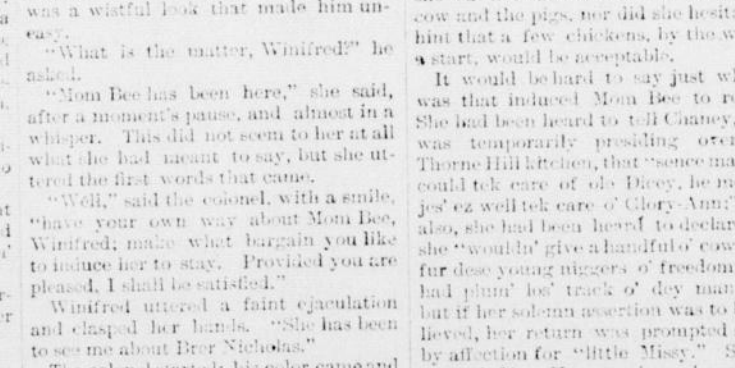 was a wistful look that made him un-
easy.
"What is the matter, Winifred?" he
asked.
"Mom Bee has been here," she said,
after a moment's pause, and almost in a
whisper. This did not seem to her at all
what she had meant to say, but she ut-
tered the first words that came.
"Well," said the colonel, with a smile,
"have your own way about Mom Bee,
Winifred; make what bargain you like
to induce her to stay. Provided you are
pleased, I shall be satisfied."
Winifred uttered a faint ejaculation
and clasped her hands. "She has been
to see me about Brer Nicholas."
his color came and
cow and the pigs, nor did she hesita
hint that a few chickens, by the w
a start, would be acceptable.
It would be hard to say just wh
was that induced Mom Bee to re
She had been heard to tell Chaney,
was temporarily presiding over
Thorne Hill kitchen, that "sence ma
could tek care of ole Dicey, he m
jes' ez well tek care o' Glory-Ann;"
also, she had been heard to declar
she "wouldn' give a handful o' cow
fur dese young niggers o' freedom
had plum' los' track o' dey man
but if her solemn assertion was to
lieved, her return was prompted
by affection for "little Missy." S